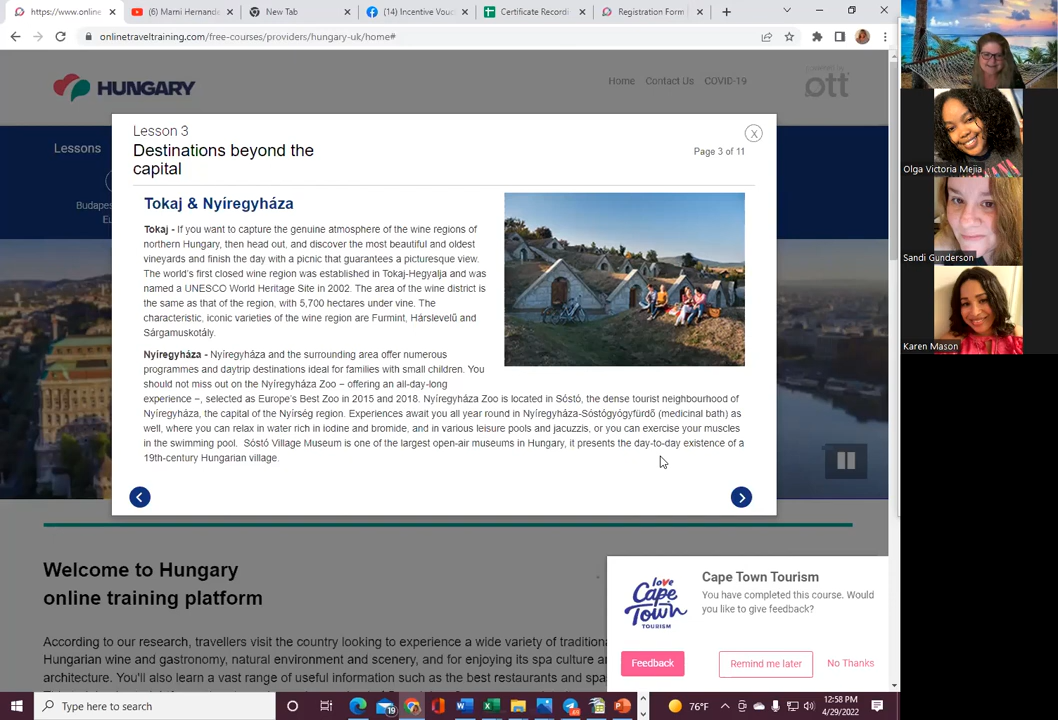 https://www.online
(6) Mami Hernande
New Tab
(14) Incentive Vouc
Certificate Recordi
Registration Form
onlinetraveltraining.com/free-courses/providers/hungary-uk/home#
HUNGARY
Home Contact Us COVID-19
powered by
ott
Lessons
Budapes
Eu
Lesson 3
Destinations beyond the
capital
Page 3 of 11
X
Tokaj & Nyíregyháza
Tokaj - If you want to capture the genuine atmosphere of the wine regions of
northern Hungary, then head out, and discover the most beautiful and oldest
vineyards and finish the day with a picnic that guarantees a picturesque view.
The world's first closed wine region was established in Tokaj-Hegyalja and was
named a UNESCO World Heritage Site in 2002. The area of the wine district is
the same as that of the region, with 5,700 hectares under vine. The
characteristic, iconic varieties of the wine region are Furmint, Hárslevelű and
Sárgamuskotály.
Nyíregyháza - Nyíregyháza and the surrounding area offer numerous
programmes and daytrip destinations ideal for families with small children. You
should not miss out on the Nyíregyháza Zoo – offering an all-day-long
experience –, selected as Europe's Best Zoo in 2015 and 2018. Nyíregyháza Zoo is located in Sóstó, the dense tourist neighbourhood of
Nyíregyháza, the capital of the Nyírség region. Experiences await you all year round in Nyíregyháza-Sóstógyógyfürdő (medicinal bath) as
well, where you can relax in water rich in iodine and bromide, and in various leisure pools and jacuzzis, or you can exercise your muscles
in the swimming pool. Sóstó Village Museum is one of the largest open-air museums in Hungary, it presents the day-to-day existence of a
19th-century Hungarian village.
Welcome to Hungary
online training platform
According to our research, travellers visit the country looking to experience a wide variety of traditiona
Hungarian wine and gastronomy, natural environment and scenery, and for enjoying its spa culture a
architecture. You'll also learn a vast range of useful information such as the best restaurants and spa
love
Cape
Town
TOURISM
Cape Town Tourism
You have completed this course. Would
you like to give feedback?
Feedback
Remind me later
No Thanks
Olga Victoria Mejia
Sandi Gunderson
Karen Mason
Type here to search
19
76°F
12:58 PM
4/29/2022